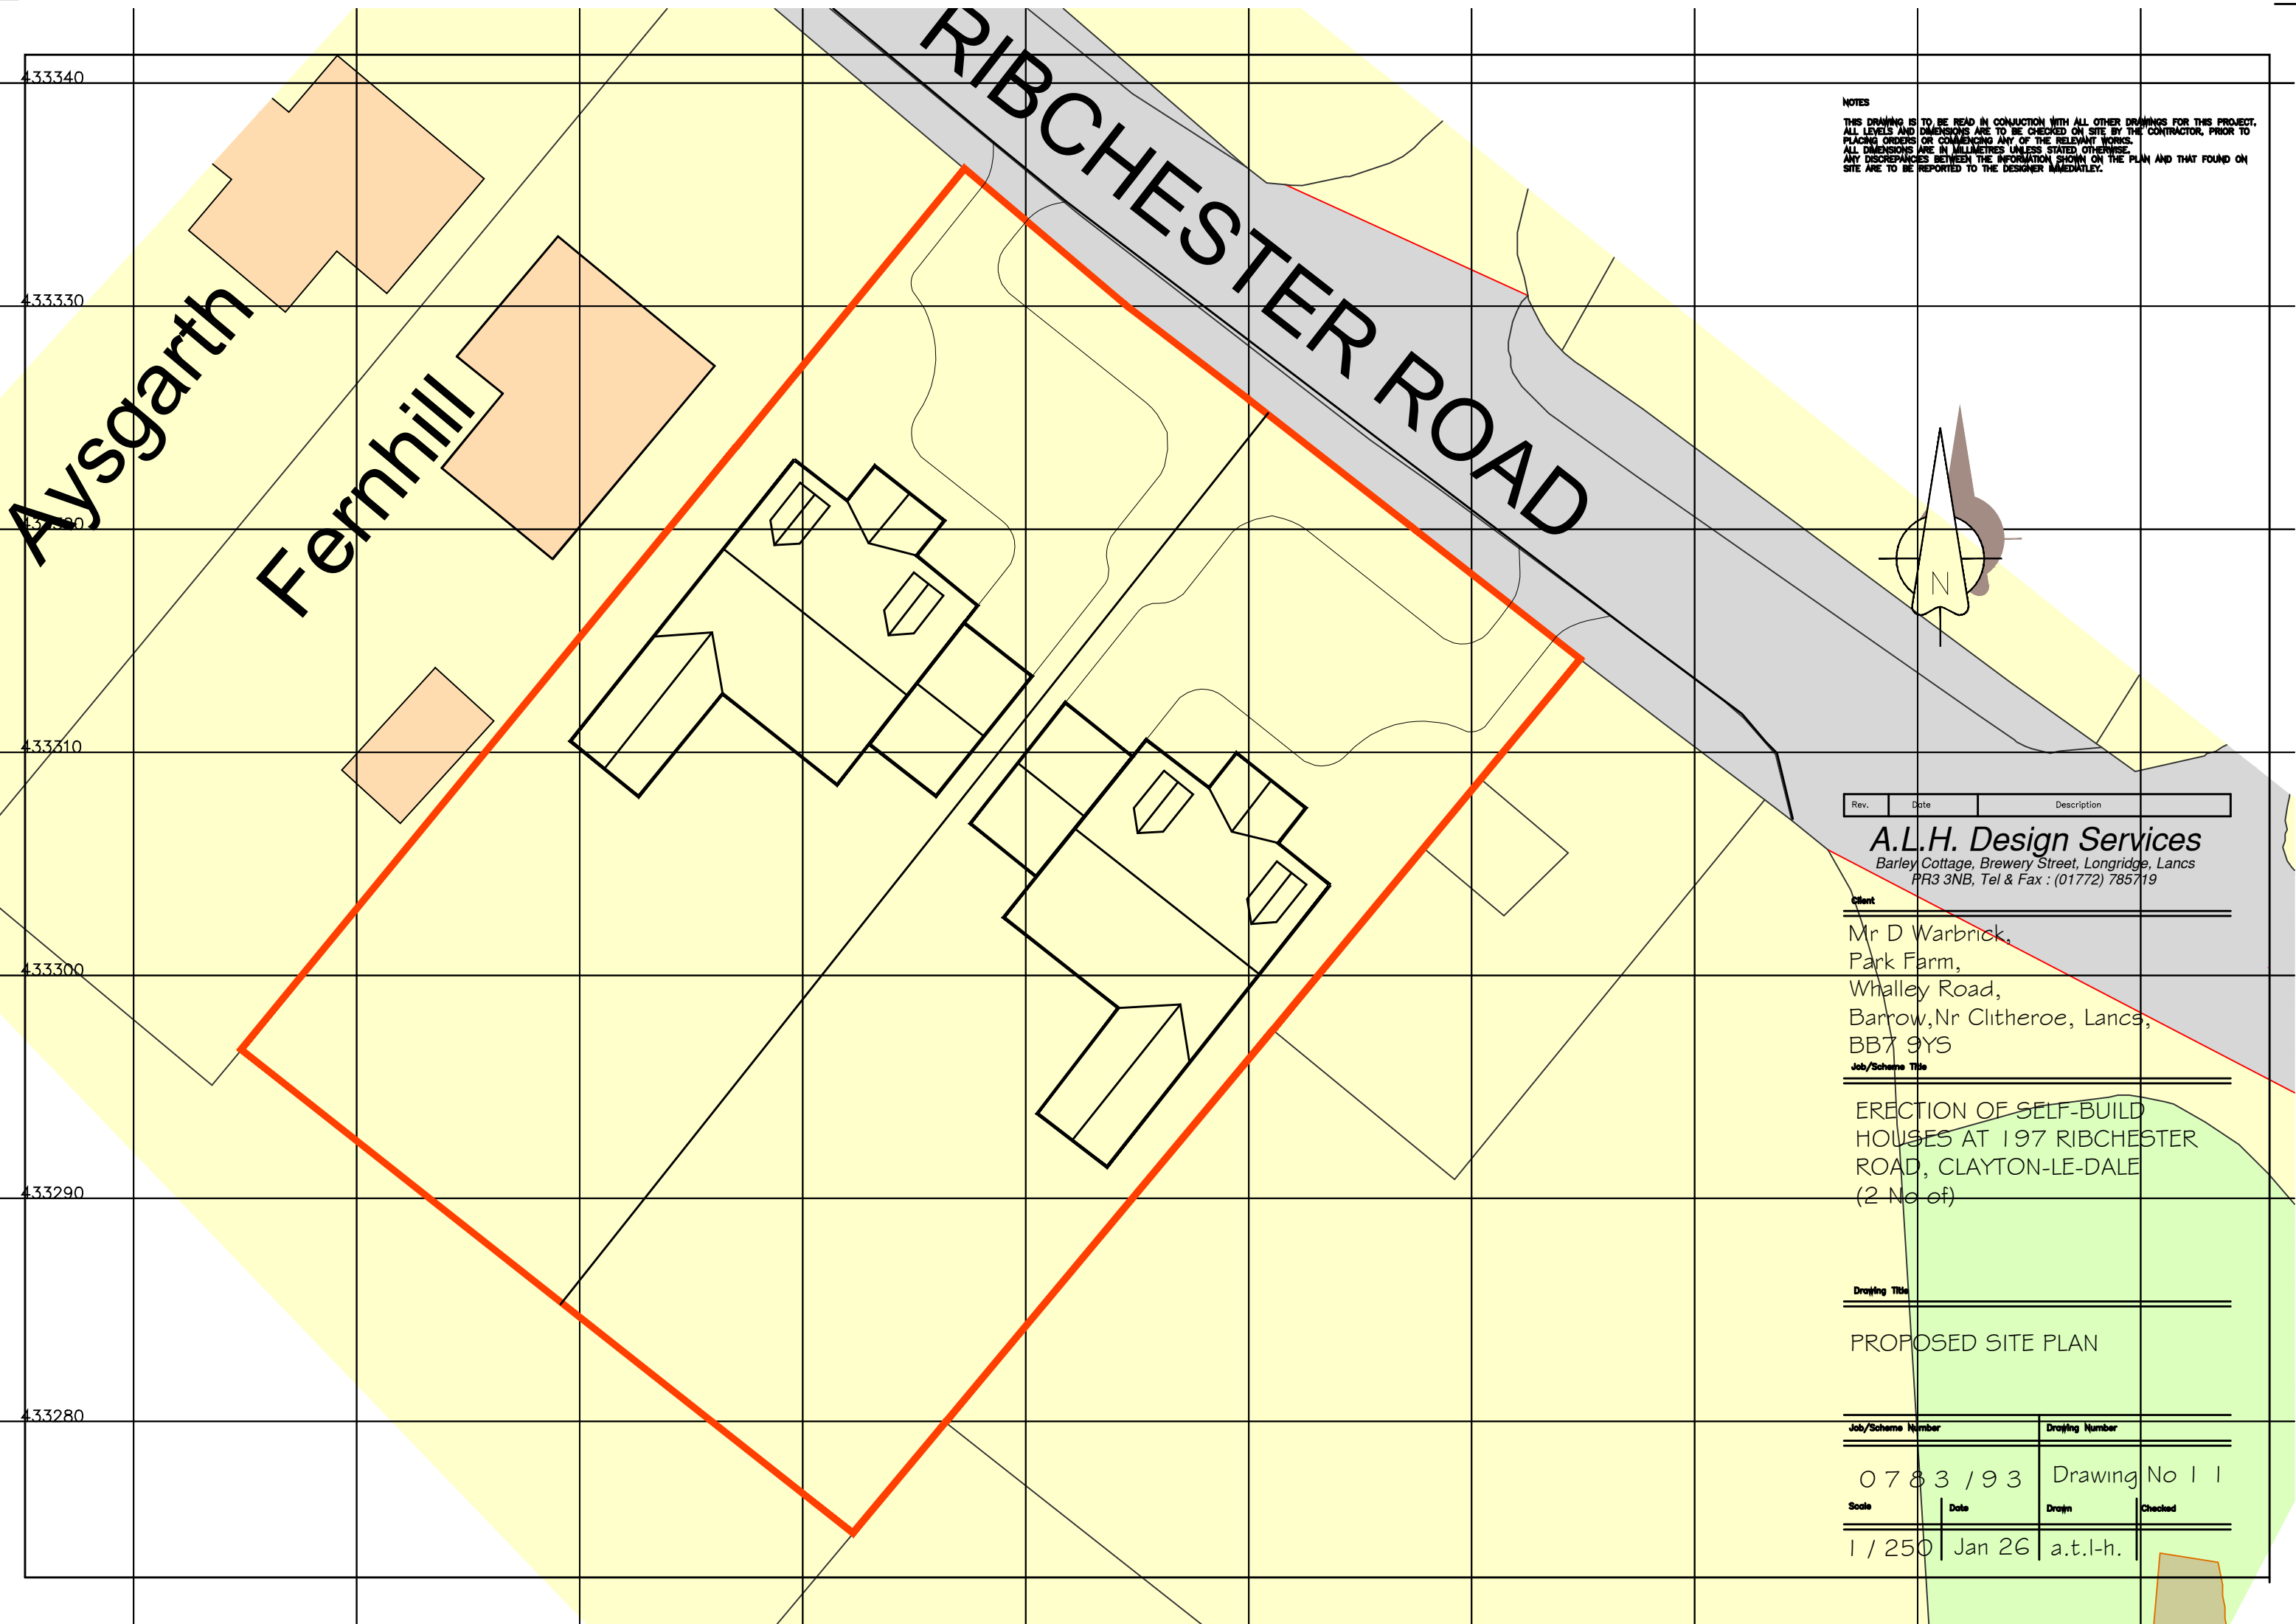 433340
433330
433320
433310
433300
433290
433280
Aysgarth
Fernhill
RIBCHESTER ROAD
NOTES
THIS DRAWING IS TO BE READ IN CONJUCTION WITH ALL OTHER DRAWINGS FOR THIS PROJECT.
ALL LEVELS AND DIMENSIONS ARE TO BE CHECKED ON SITE BY THE CONTRACTOR, PRIOR TO
PLACING ORDERS OR COMMENCING ANY OF THE RELEVANT WORKS.
ALL DIMENSIONS ARE IN MILLIMETRES UNLESS STATED OTHERWISE.
ANY DISCREPANCIES BETWEEN THE INFORMATION SHOWN ON THE PLAN AND THAT FOUND ON
SITE ARE TO BE REPORTED TO THE DESIGNER IMMEDIATLEY.
N
Rev. Date Description
A.L.H. Design Services
Barley Cottage, Brewery Street, Longridge, Lancs
PR3 3NB, Tel & Fax : (01772) 785719
Client
Mr D Warbrick,
Park Farm,
Whalley Road,
Barrow,Nr Clitheroe, Lancs,
BB7 9YS
Job/Scheme Title
ERECTION OF SELF-BUILD
HOUSES AT 197 RIBCHESTER
ROAD, CLAYTON-LE-DALE
(2 No of)
Drawing Title
PROPOSED SITE PLAN
Job/Scheme Number Drawing Number
0783/93 Drawing No 11
Scale Date Drawn Checked
1/250 Jan 26 a.t.l-h.